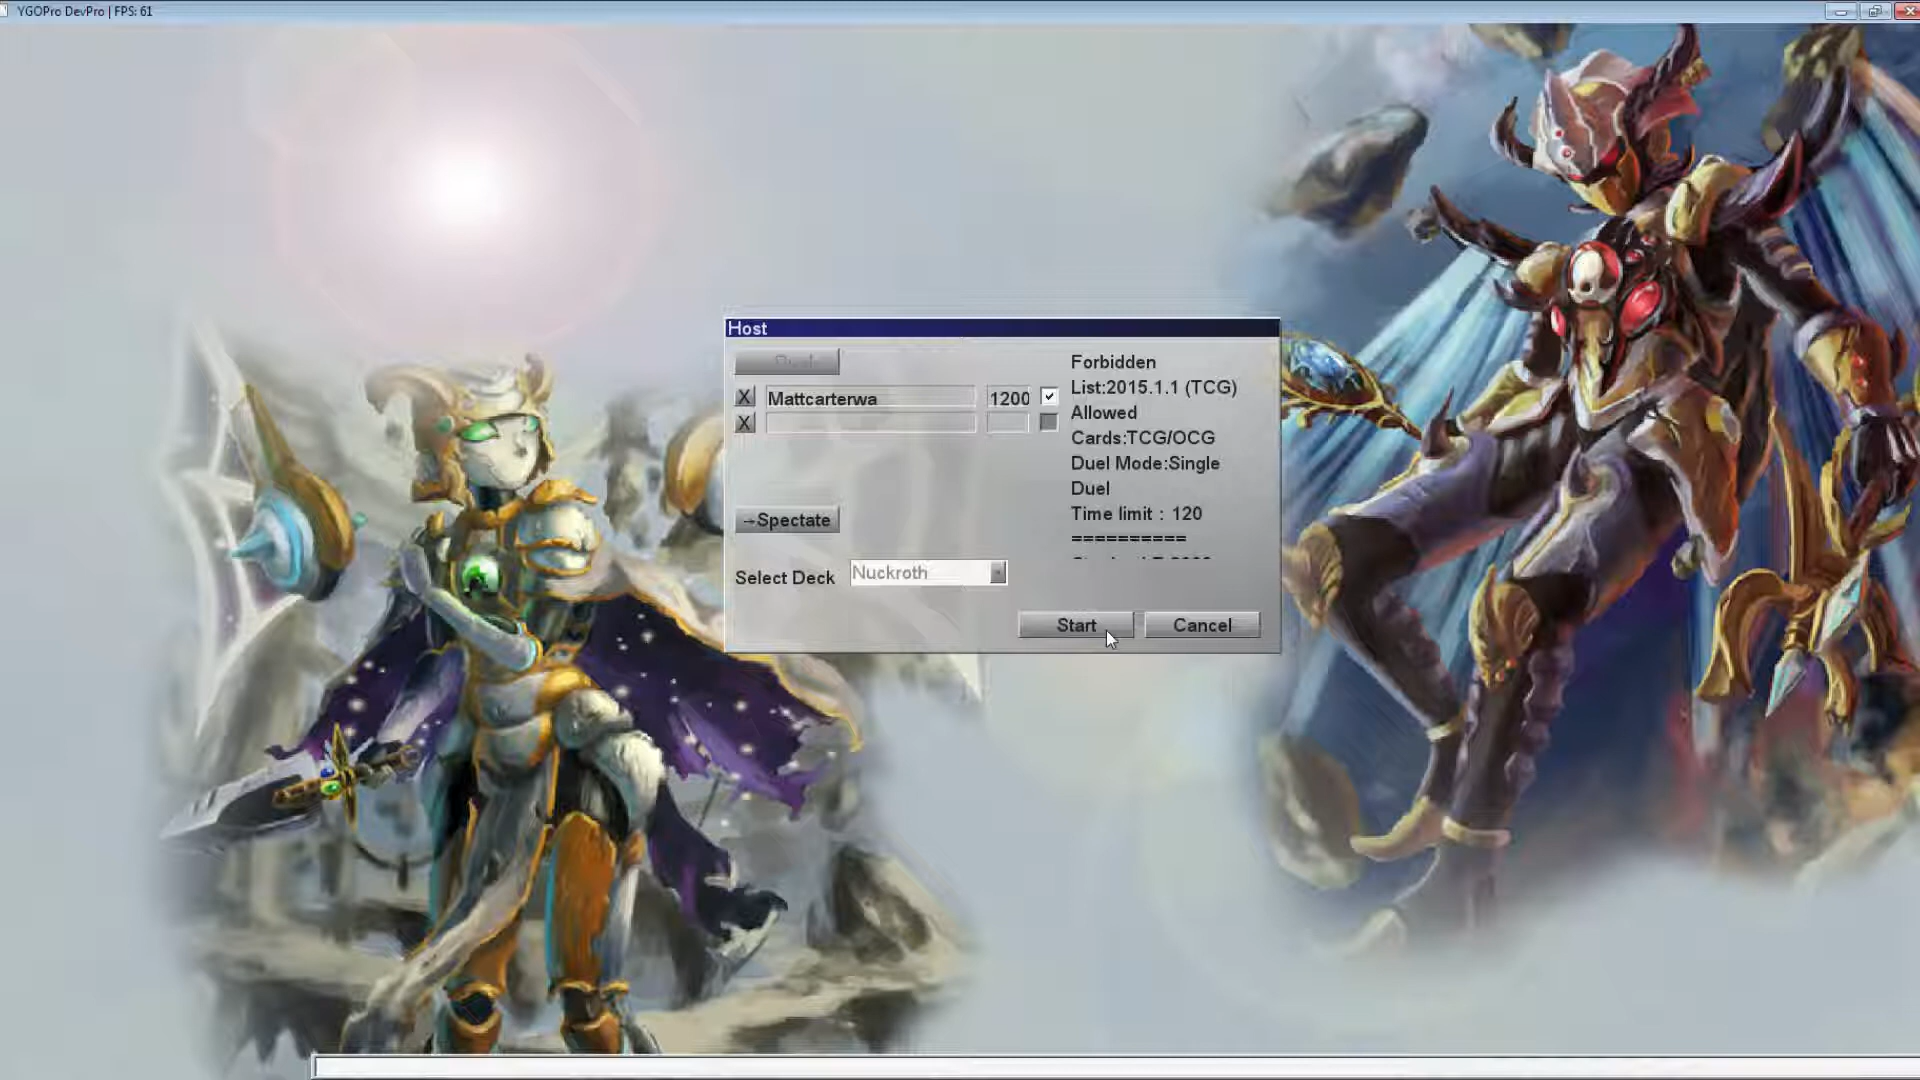 YGOPro DevPro | FPS: 61
Host
X Mattcarterwa 1200
X
Forbidden
List:2015.1.1 (TCG)
Allowed
Cards:TCG/OCG
Duel Mode:Single
Duel
Time limit : 120
==========
→Spectate
Select Deck Nuckroth
Start Cancel